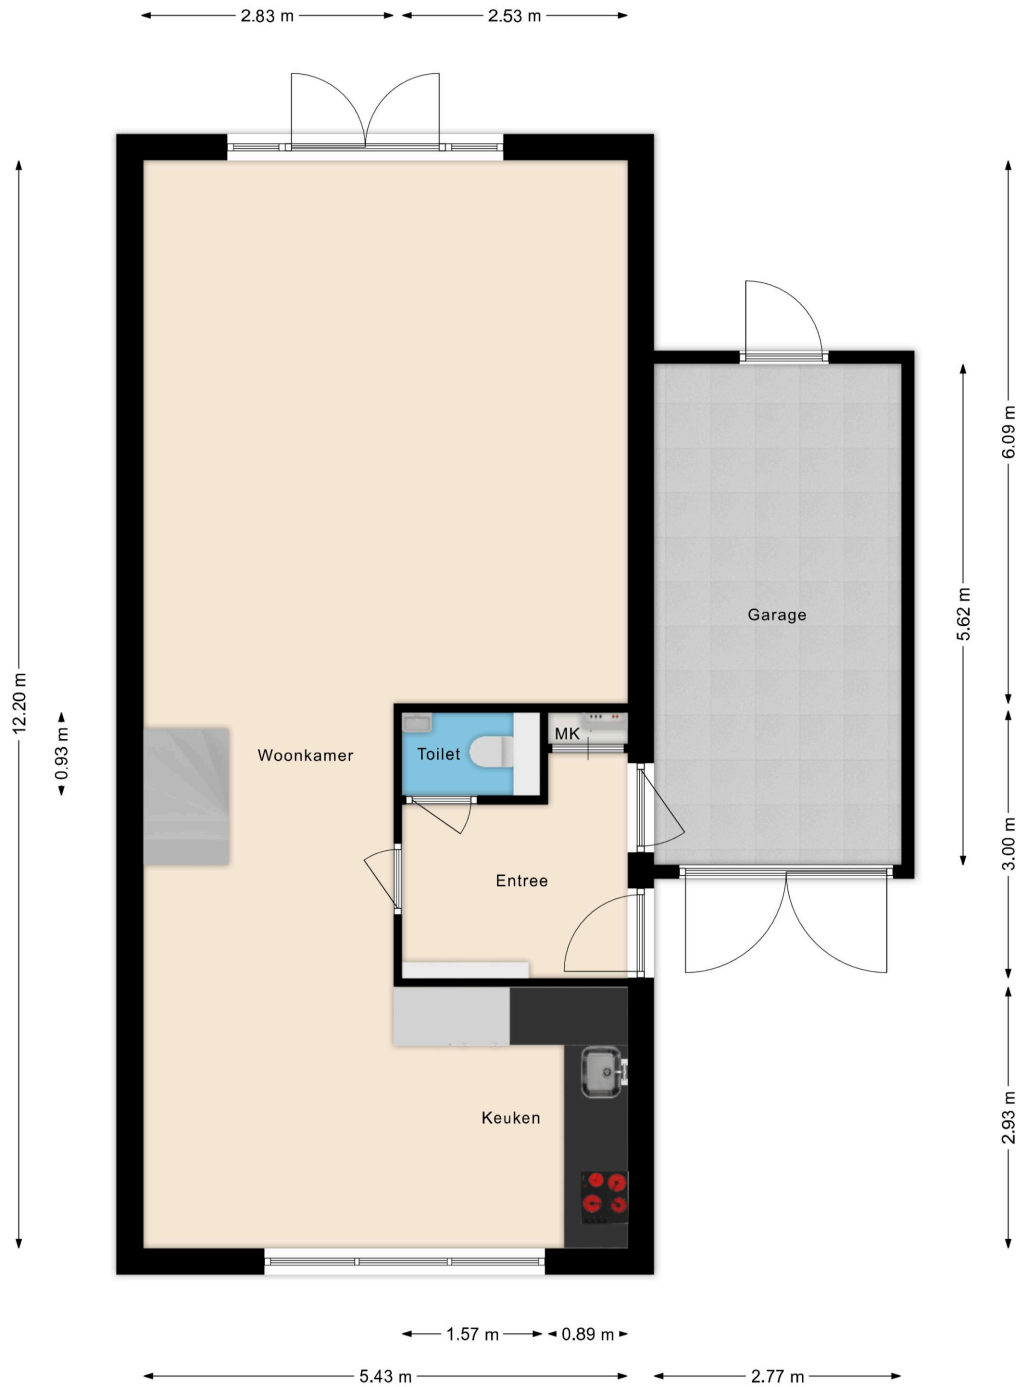 2.83 m
2.53 m
12.20 m
0.93 m
6.09 m
5.62 m
3.00 m
2.93 m
Garage
MK
Toilet
Woonkamer
Entree
Keuken
1.57 m
0.89 m
5.43 m
2.77 m